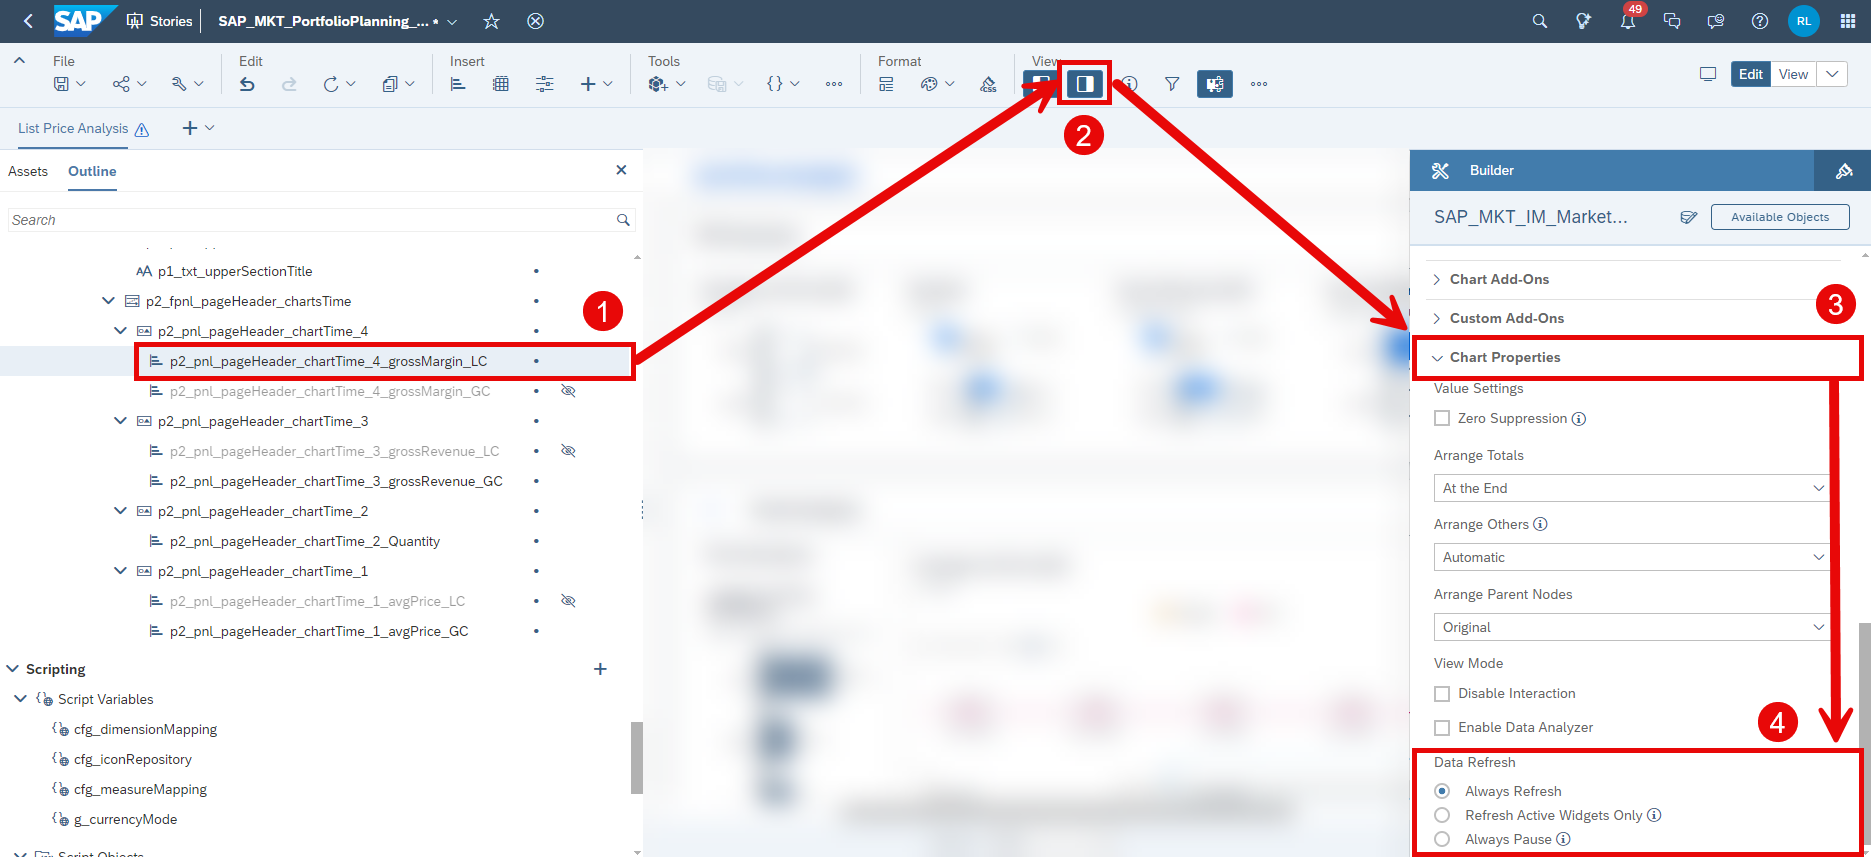 SAP Stories SAP_MKT_PortfolioPlanning_... * 49 RL
File Edit Insert Tools Format View
CSS
Edit View
List Price Analysis
1 2 3 4
Assets Outline
Search
p1_txt_upperSectionTitle
p2_fpnl_pageHeader_chartsTime
p2_pnl_pageHeader_chartTime_4
p2_pnl_pageHeader_chartTime_4_grossMargin_LC
p2_pnl_pageHeader_chartTime_4_grossMargin_GC
p2_pnl_pageHeader_chartTime_3
p2_pnl_pageHeader_chartTime_3_grossRevenue_LC
p2_pnl_pageHeader_chartTime_3_grossRevenue_GC
p2_pnl_pageHeader_chartTime_2
p2_pnl_pageHeader_chartTime_2_Quantity
p2_pnl_pageHeader_chartTime_1
p2_pnl_pageHeader_chartTime_1_avgPrice_LC
p2_pnl_pageHeader_chartTime_1_avgPrice_GC
Scripting
Script Variables
cfg_dimensionMapping
cfg_iconRepository
cfg_measureMapping
g_currencyMode
Script Objects
Builder
SAP_MKT_IM_Market... Available Objects
Chart Add-Ons
Custom Add-Ons
Chart Properties
Value Settings
Zero Suppression
Arrange Totals
At the End
Arrange Others
Automatic
Arrange Parent Nodes
Original
View Mode
Disable Interaction
Enable Data Analyzer
Data Refresh
Always Refresh
Refresh Active Widgets Only
Always Pause